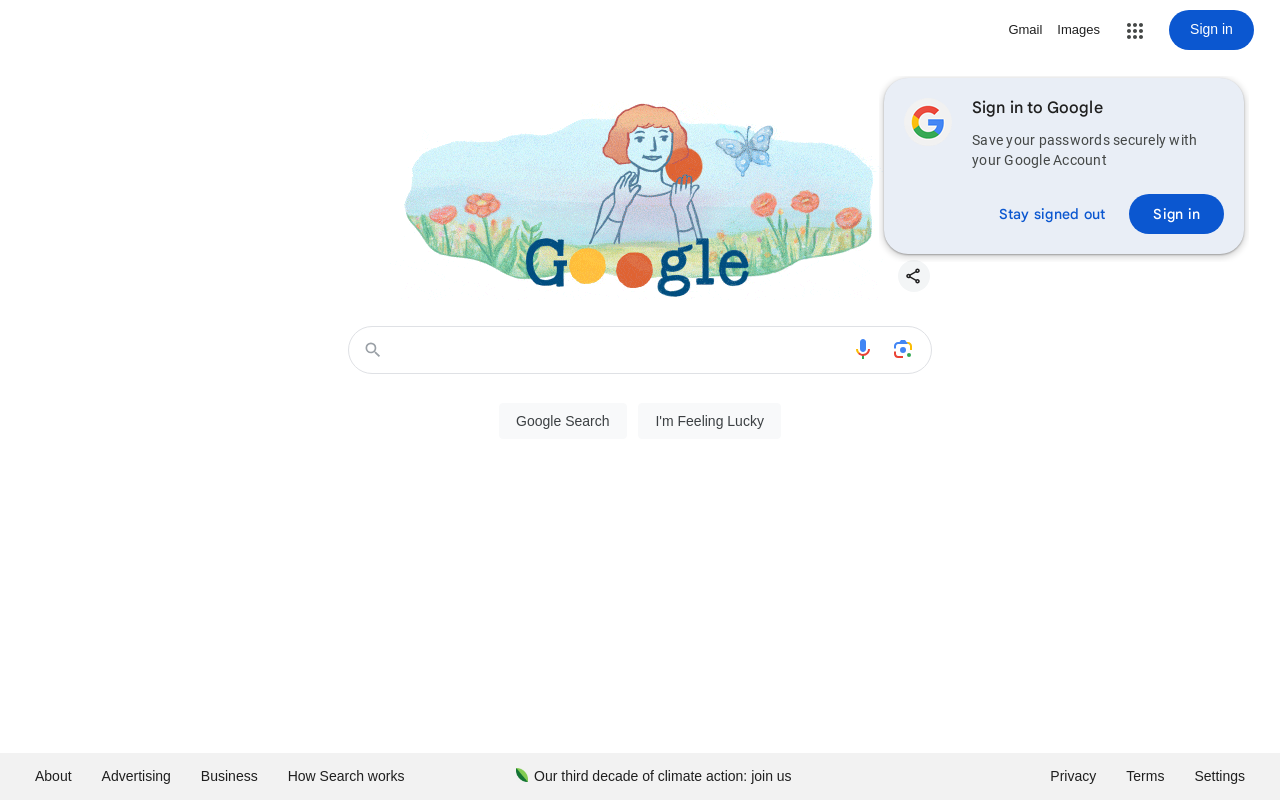 Gmail Images Sign in
Sign in to Google
Save your passwords securely with
your Google Account
Stay signed out Sign in
Google
Google Search I'm Feeling Lucky
About Advertising Business How Search works Our third decade of climate action: join us Privacy Terms Settings